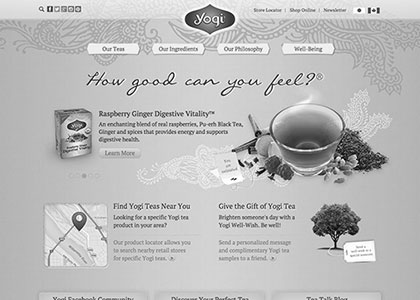 yogi
Store Locator | Shop Online | Newsletter
Our Teas
Our Ingredients
Our Philosophy
Well-Being
How good can you feel?®
Raspberry Ginger Digestive Vitality™
An enchanting blend of real raspberries, Pu-erh Black Tea,
Ginger and spices that provides energy and supports
digestive health.
Learn More
Find Yogi Teas Near You
Looking for a specific Yogi tea
product in your area?
Our product locator allows you
to search nearby retail stores
for specific Yogi teas.
Give the Gift of Yogi Tea
Brighten someone's day with a
Yogi Well-Wish. Be well!
Send a personalised message
and complimentary Yogi Tea
samples to a friend.
Yogi Facebook Community
Discover Your Perfect Tea
Tea Talk Blog